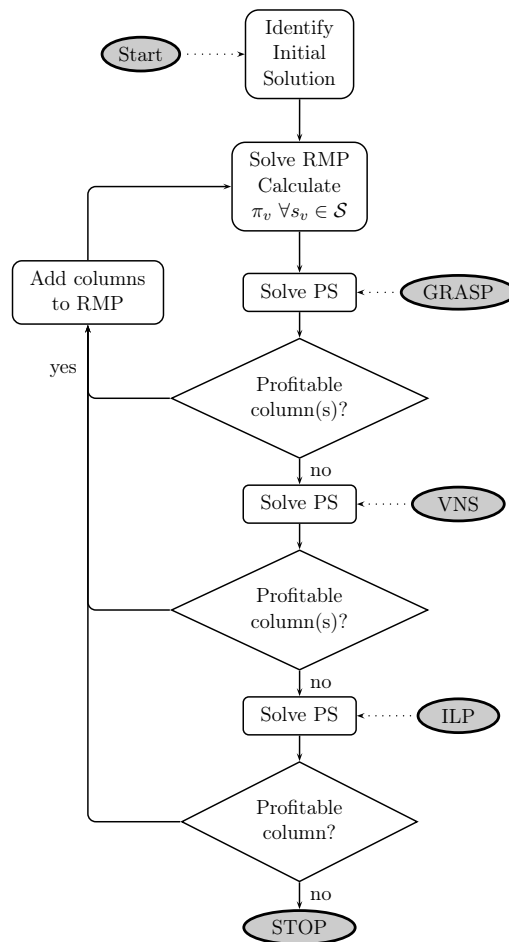 Start
Identify
Initial
Solution
Solve RMP
Calculate
π_v ∀s_v ∈ 𝒮
Add columns
to RMP
Solve PS
GRASP
yes
Profitable
column(s)?
no
Solve PS
VNS
Profitable
column(s)?
no
Solve PS
ILP
Profitable
column?
no
STOP